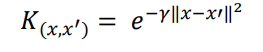 K(x,x′) = e^−γ‖x−x′‖²